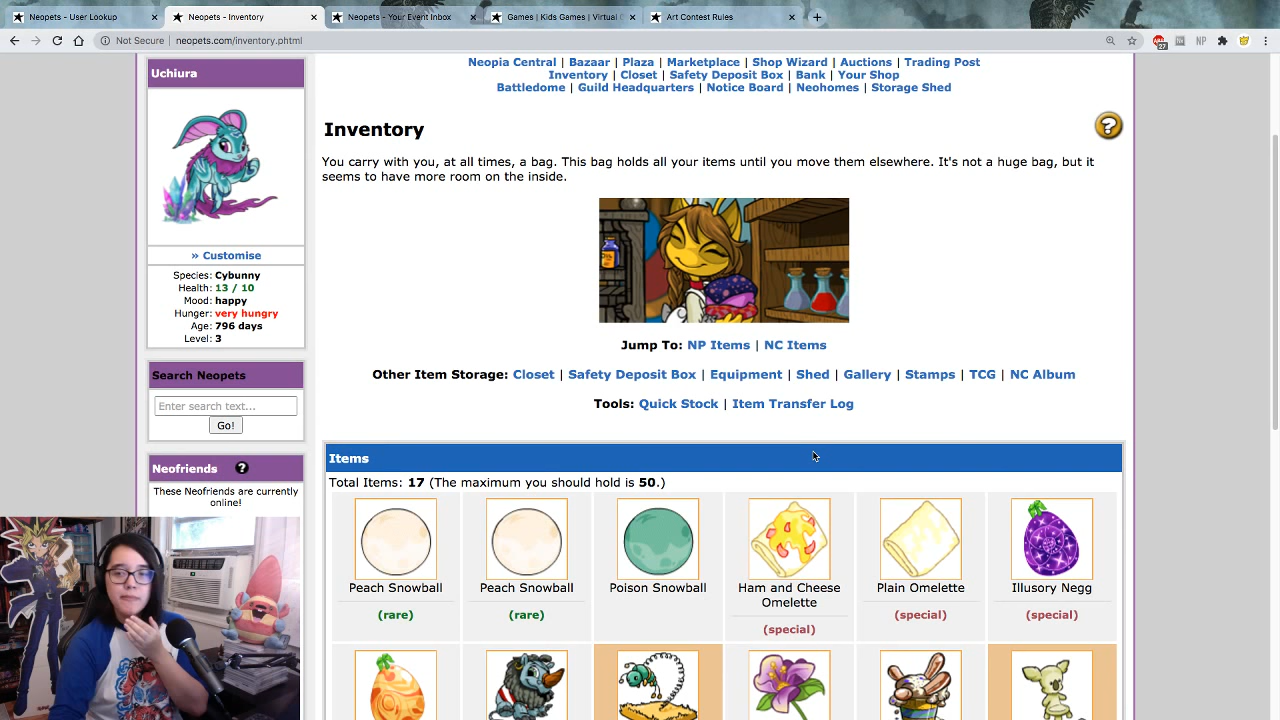 Neopets - User Lookup
Neopets - Inventory
Neopets - Your Event Inbox
Games | Kids Games | Virtual
Art Contest Rules
Not Secure | neopets.com/inventory.phtml
27
NP
Uchiura
» Customise
Species: Cybunny
Health: 13 / 10
Mood: happy
Hunger: very hungry
Age: 796 days
Level: 3
Search Neopets
Enter search text...
Go!
Neofriends ?
These Neofriends are currently
online!
Neopia Central | Bazaar | Plaza | Marketplace | Shop Wizard | Auctions | Trading Post
Inventory | Closet | Safety Deposit Box | Bank | Your Shop
Battledome | Guild Headquarters | Notice Board | Neohomes | Storage Shed
Inventory
?
You carry with you, at all times, a bag. This bag holds all your items until you move them elsewhere. It's not a huge bag, but it
seems to have more room on the inside.
Jump To: NP Items | NC Items
Other Item Storage: Closet | Safety Deposit Box | Equipment | Shed | Gallery | Stamps | TCG | NC Album
Tools: Quick Stock | Item Transfer Log
Items
Total Items: 17 (The maximum you should hold is 50.)
Peach Snowball
(rare)
Peach Snowball
(rare)
Poison Snowball
Ham and Cheese
Omelette
(special)
Plain Omelette
(special)
Illusory Negg
(special)